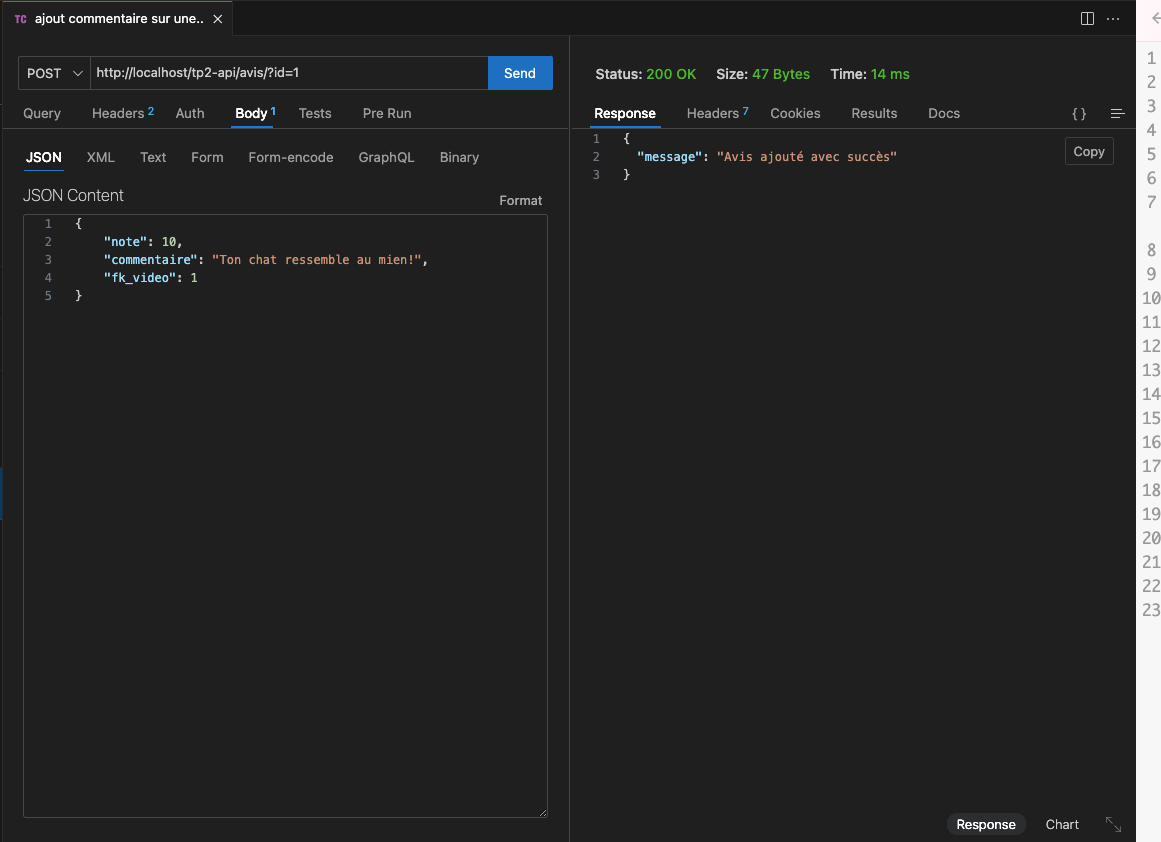 TC ajout commentaire sur une..
POST http://localhost/tp2-api/avis/?id=1 Send
Query Headers 2 Auth Body 1 Tests Pre Run
JSON XML Text Form Form-encode GraphQL Binary
JSON Content
Format
1 {
2 "note": 10,
3 "commentaire": "Ton chat ressemble au mien!",
4 "fk_video": 1
5 }
Status: 200 OK Size: 47 Bytes Time: 14 ms
Response Headers 7 Cookies Results Docs { }
Copy
1 {
2 "message": "Avis ajouté avec succès"
3 }
Response Chart
1
2
3
4
5
6
7
8
9
10
11
12
13
14
15
16
17
18
19
20
21
22
23